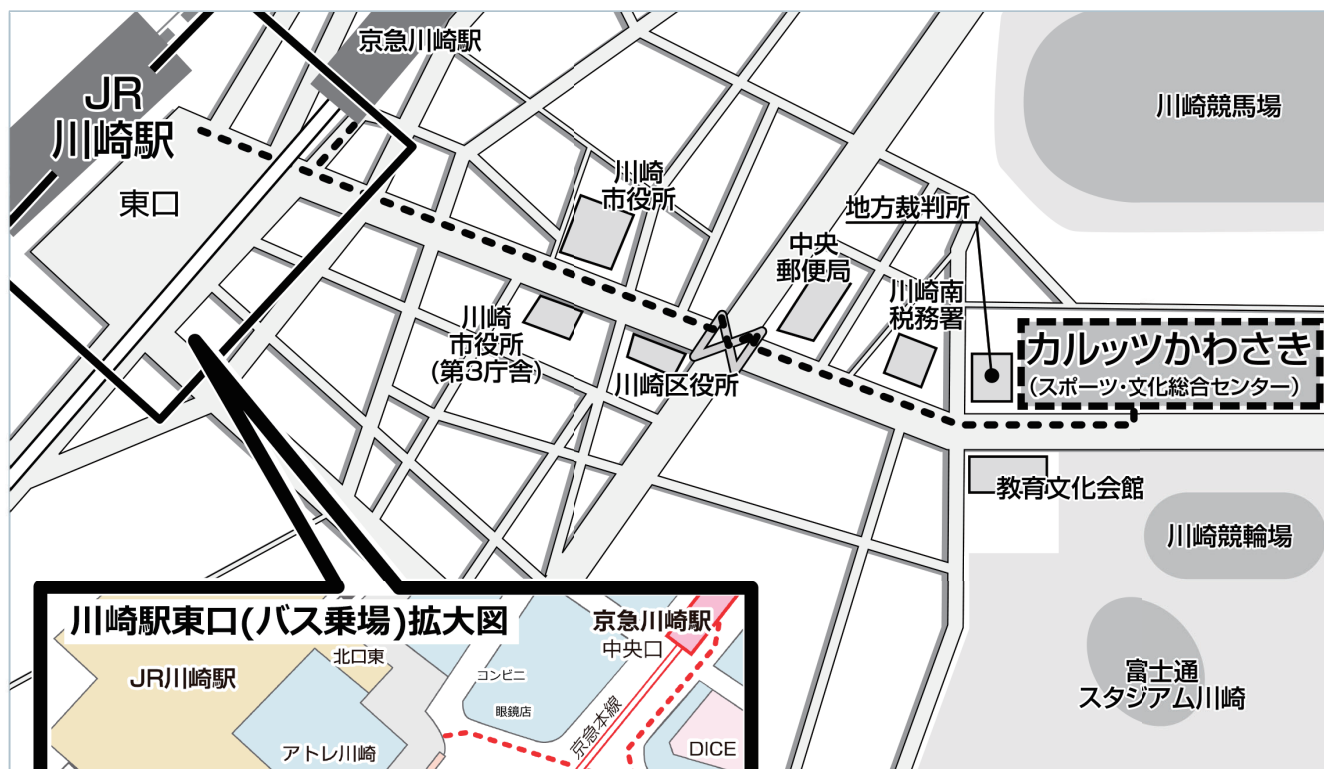 京急川崎駅
JR
川崎駅
東口
川崎競馬場
川崎
市役所
地方裁判所
中央
郵便局
川崎南
税務署
川崎
市役所
(第3庁舎)
川崎区役所
カルッツかわさき
(スポーツ・文化総合センター)
教育文化会館
川崎競輪場
富士通
スタジアム川崎
川崎駅東口(バス乗場)拡大図
京急川崎駅
中央口
北口東
JR川崎駅
コンビニ
眼鏡店
京急本線
アトレ川崎
DICE